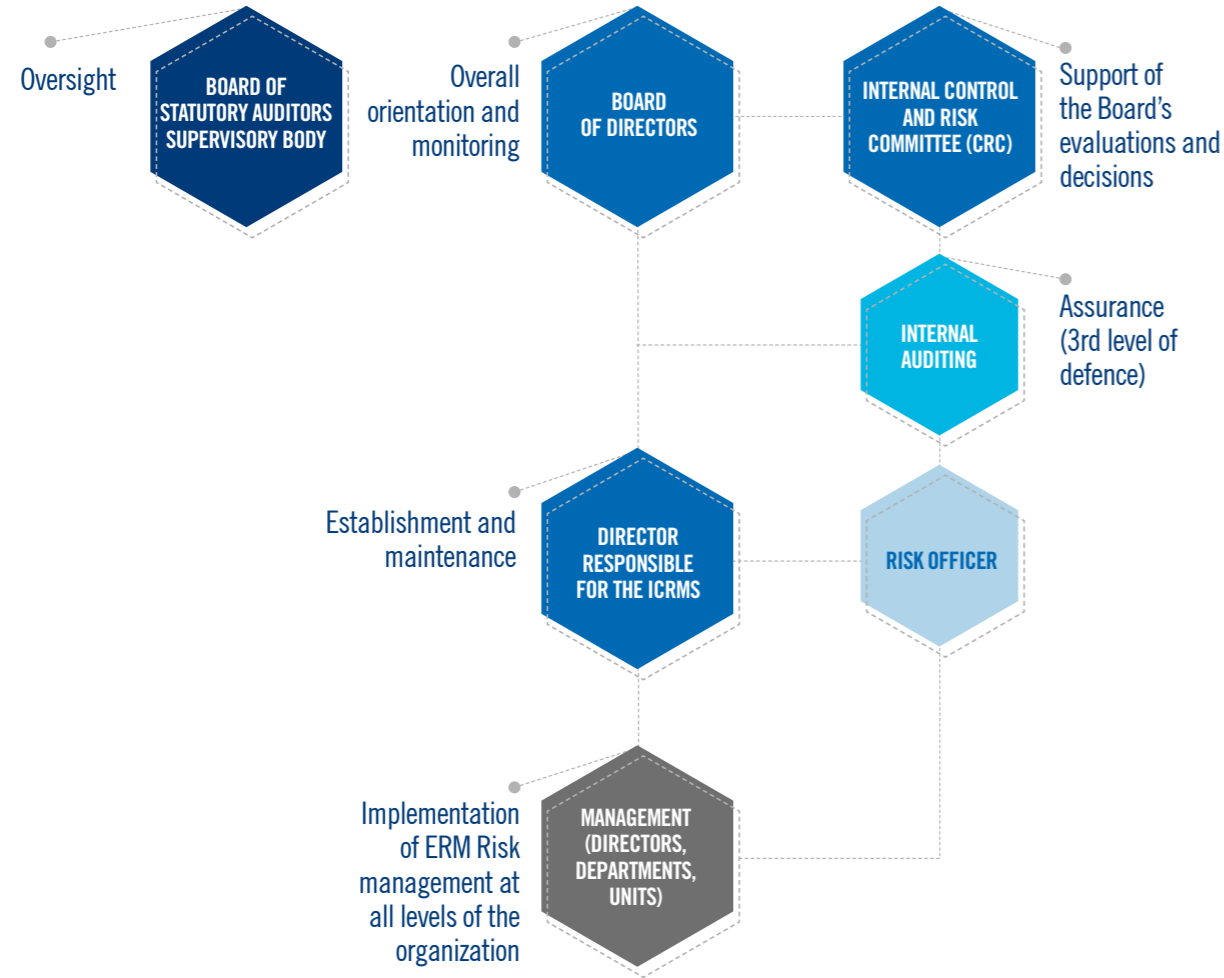 Oversight
BOARD OF
STATUTORY AUDITORS
SUPERVISORY BODY
Overall
orientation and
monitoring
BOARD
OF DIRECTORS
INTERNAL CONTROL
AND RISK
COMMITTEE (CRC)
Support of
the Board’s
evaluations and
decisions
INTERNAL
AUDITING
Assurance
(3rd level of
defence)
Establishment and
maintenance
DIRECTOR
RESPONSIBLE
FOR THE ICRMS
RISK OFFICER
Implementation
of ERM Risk
management at
all levels of the
organization
MANAGEMENT
(DIRECTORS,
DEPARTMENTS,
UNITS)